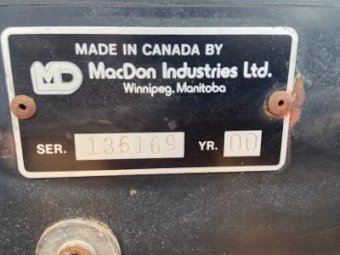 MADE IN CANADA BY
MD MacDon Industries Ltd.
Winnipeg, Manitoba
SER. 136169 YR. 00